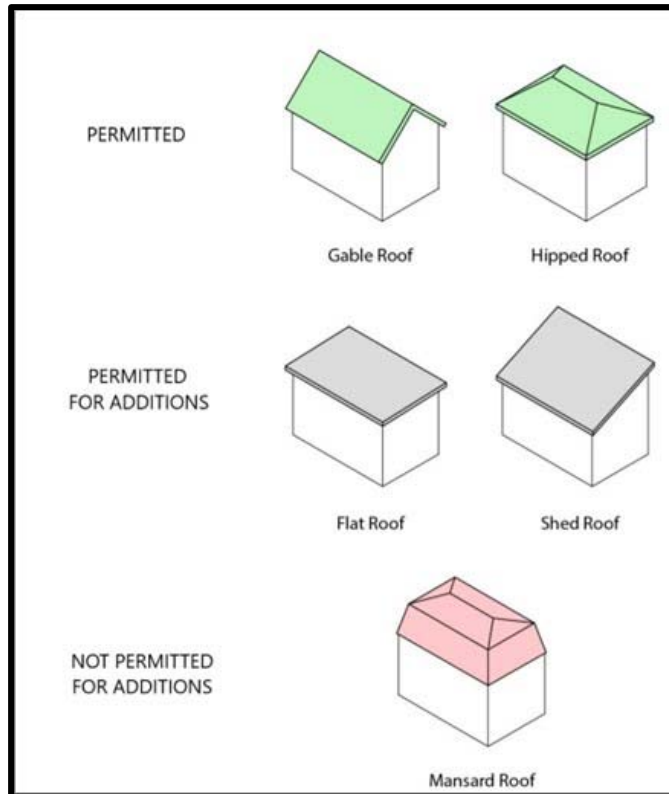 PERMITTED
Gable Roof
Hipped Roof
PERMITTED
FOR ADDITIONS
Flat Roof
Shed Roof
NOT PERMITTED
FOR ADDITIONS
Mansard Roof